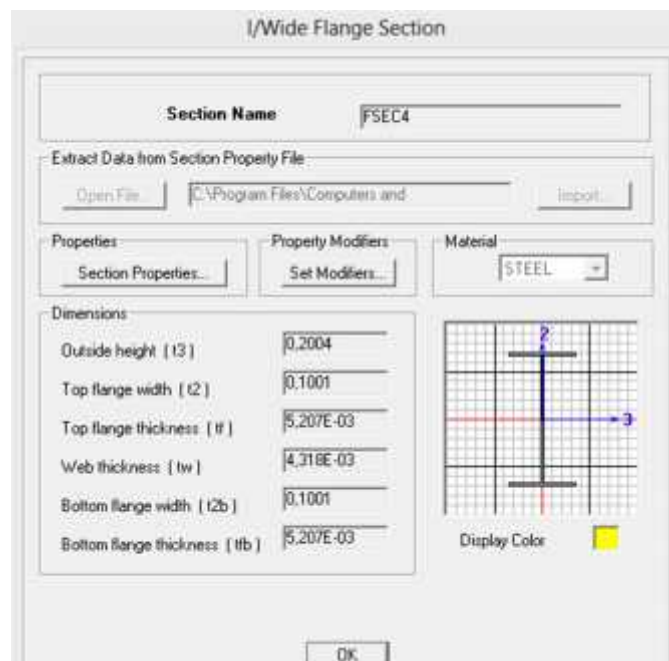 I/Wide Flange Section
Section Name FSEC4
Extract Data from Section Property File
Open File... C:\Program Files\Computers and Import...
Properties Property Modifiers Material
Section Properties... Set Modifiers... STEEL
Dimensions
Outside height ( t3 ) 0,2004
Top flange width ( t2 ) 0,1001
Top flange thickness ( tf ) 5,207E-03
Web thickness ( tw ) 4,318E-03
Bottom flange width ( t2b ) 0,1001
Bottom flange thickness ( tfb ) 5,207E-03
2
3
Display Color
OK